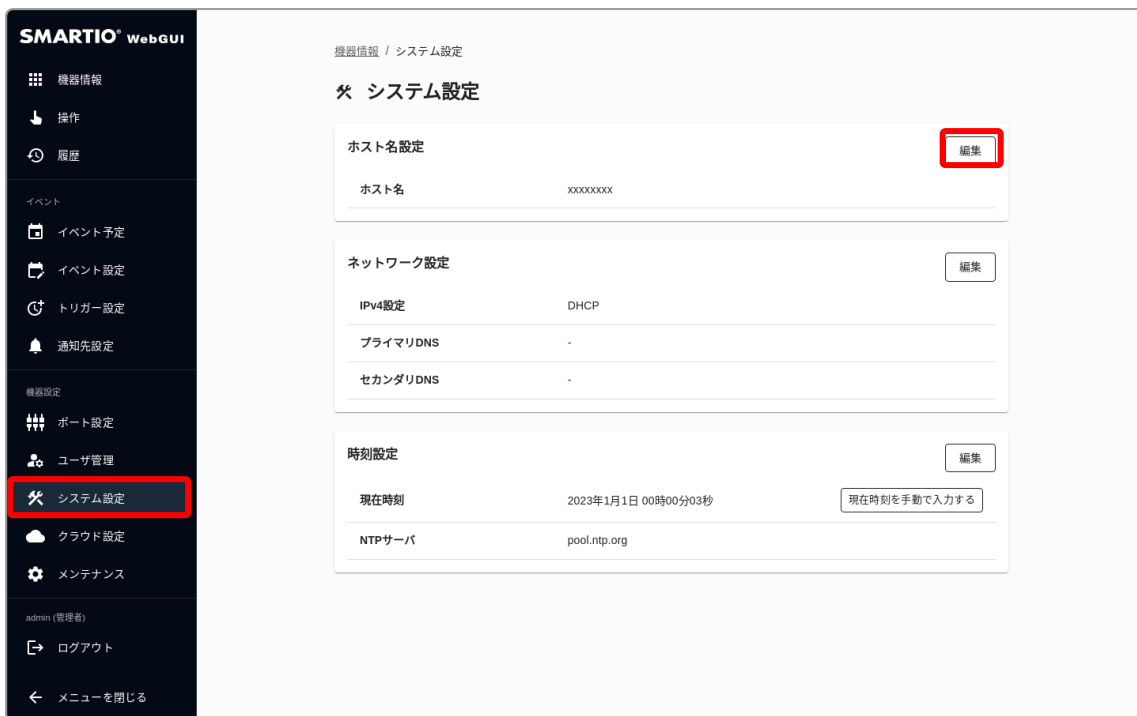 SMARTIO® WebGUI
機器情報
操作
履歴
イベント
イベント予定
イベント設定
トリガー設定
通知先設定
機器設定
ポート設定
ユーザ管理
システム設定
クラウド設定
メンテナンス
admin (管理者)
ログアウト
メニューを閉じる
機器情報 / システム設定
システム設定
ホスト名設定
編集
ホスト名 xxxxxxxx
ネットワーク設定
編集
IPv4設定 DHCP
プライマリDNS -
セカンダリDNS -
時刻設定
編集
現在時刻 2023年1月1日 00時00分03秒 現在時刻を手動で入力する
NTPサーバ pool.ntp.org